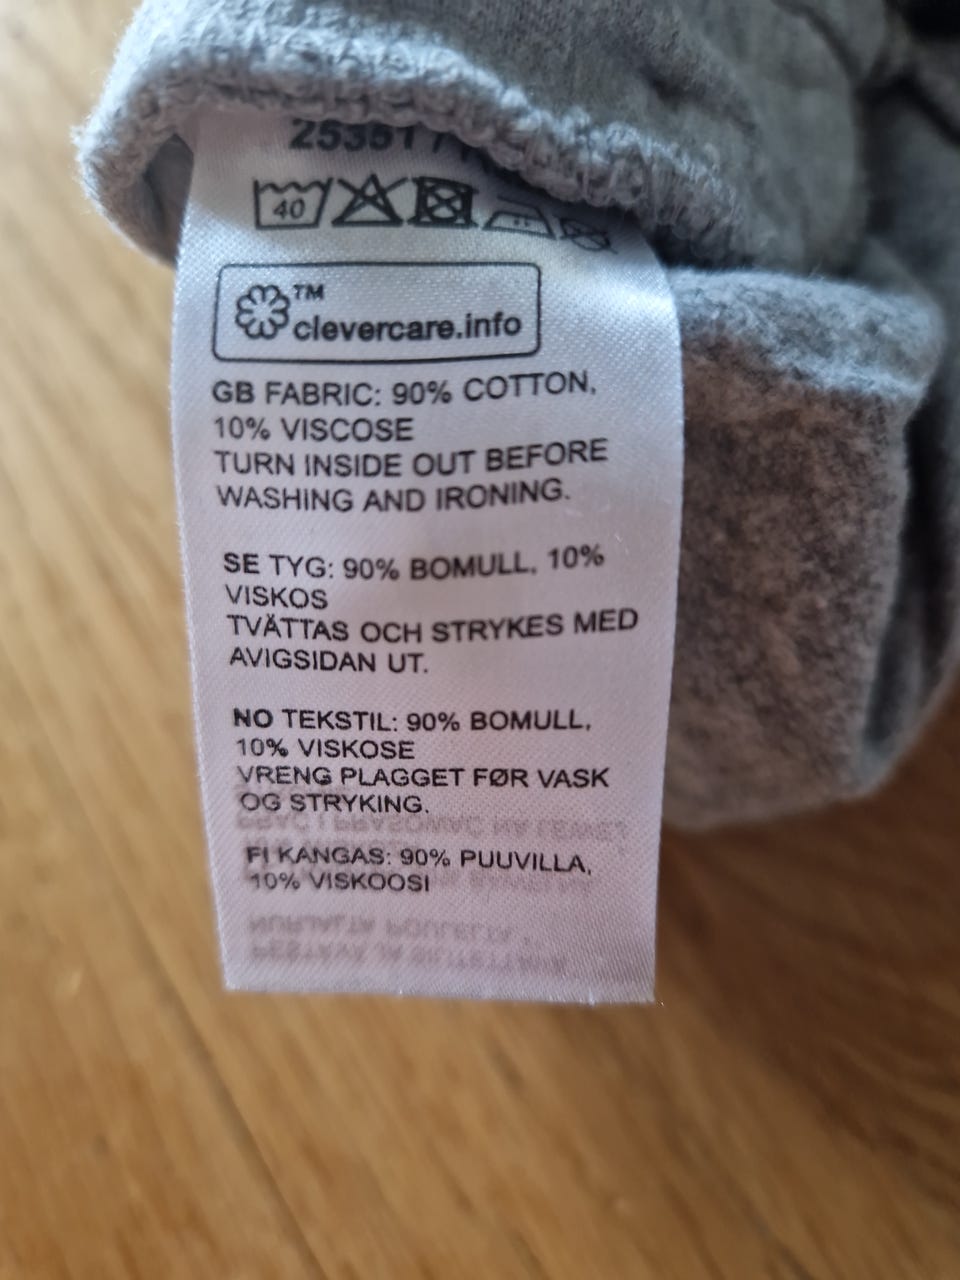 25351
40
™
clevercare.info
GB FABRIC: 90% COTTON,
10% VISCOSE
TURN INSIDE OUT BEFORE
WASHING AND IRONING.
SE TYG: 90% BOMULL, 10%
VISKOS
TVÄTTAS OCH STRYKES MED
AVIGSIDAN UT.
NO TEKSTIL: 90% BOMULL,
10% VISKOSE
VRENG PLAGGET FØR VASK
OG STRYKING.
FI KANGAS: 90% PUUVILLA,
10% VISKOOSI